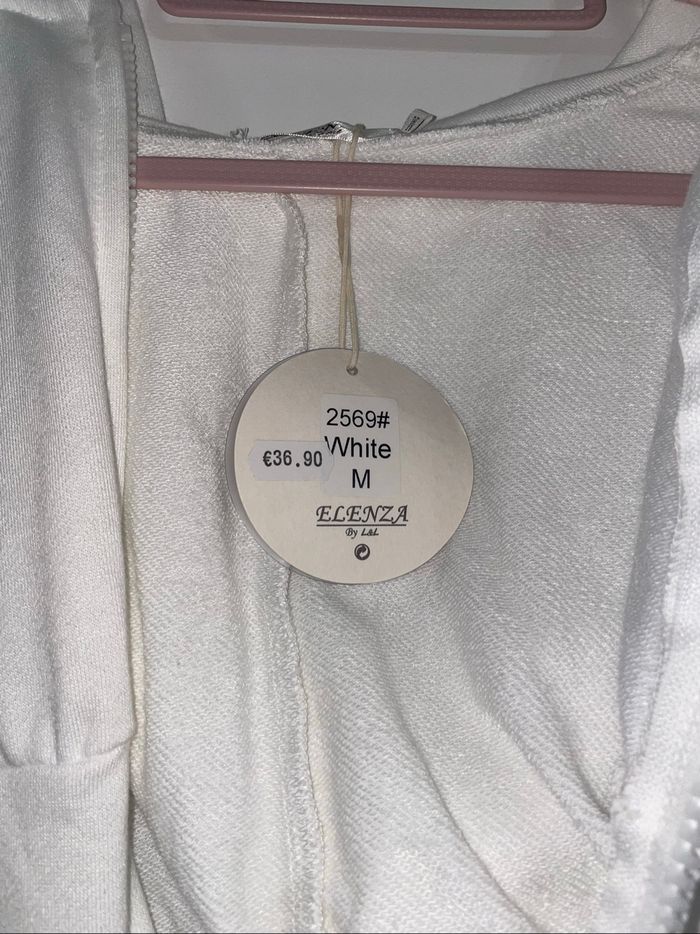 2569#
White
€36.90
M
ELENZA
By L&L